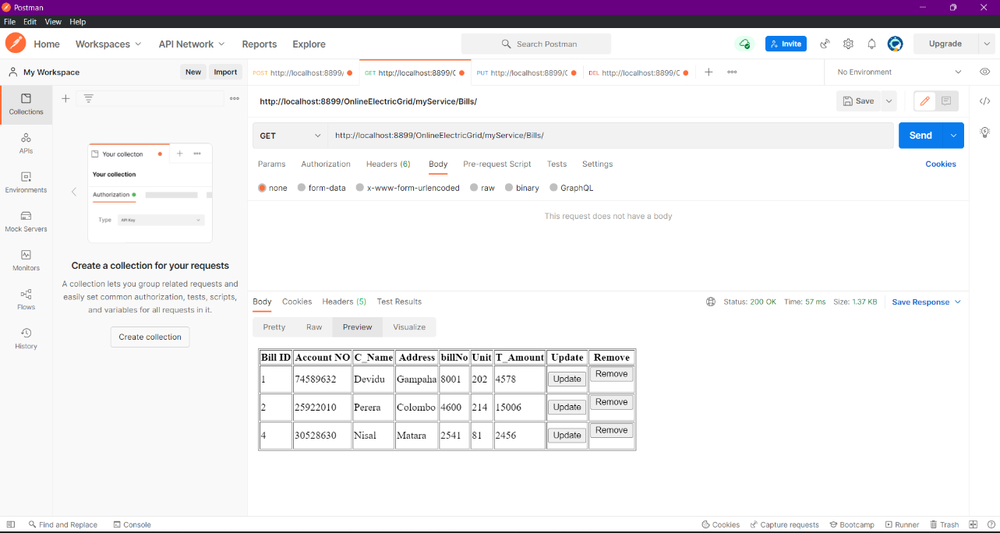 Postman
File Edit View Help
Home Workspaces API Network Reports Explore Search Postman Invite Upgrade
My Workspace New Import
POST http://localhost:8899/ GET http://localhost:8899/ PUT http://localhost:8899/ DEL http://localhost:8899/ No Environment
Collections
APIs
Environments
Mock Servers
Monitors
Flows
History
Your collecton
Your collection
Authorization
Type API Key
Create a collection for your requests
A collection lets you group related requests and
easily set common authorization, tests, scripts,
and variables for all requests in it.
Create collection
http://localhost:8899/OnlineElectricGrid/myService/Bills/ Save
GET http://localhost:8899/OnlineElectricGrid/myService/Bills/ Send
Params Authorization Headers (6) Body Pre-request Script Tests Settings Cookies
none form-data x-www-form-urlencoded raw binary GraphQL
This request does not have a body
Body Cookies Headers (5) Test Results Status: 200 OK Time: 57 ms Size: 1.37 KB Save Response
Pretty Raw Preview Visualize
Bill ID Account NO C_Name Address billNo Unit T_Amount Update Remove
1 74589632 Devidu Gampaha 8001 202 4578 Update Remove
2 25922010 Perera Colombo 4600 214 15006 Update Remove
4 30528630 Nisal Matara 2541 81 2456 Update Remove
Find and Replace Console Cookies Capture requests Bootcamp Runner Trash